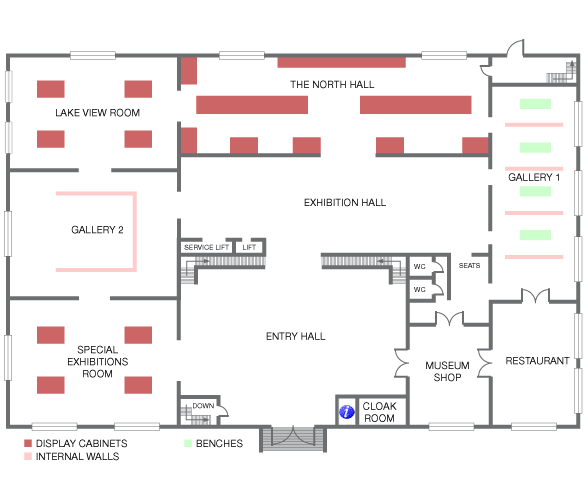 THE NORTH HALL
LAKE VIEW ROOM
GALLERY 1
EXHIBITION HALL
GALLERY 2
SERVICE LIFT
LIFT
WC
SEATS
WC
ENTRY HALL
SPECIAL
EXHIBITIONS
ROOM
MUSEUM
SHOP
RESTAURANT
DOWN
i
CLOAK
ROOM
DISPLAY CABINETS
BENCHES
INTERNAL WALLS